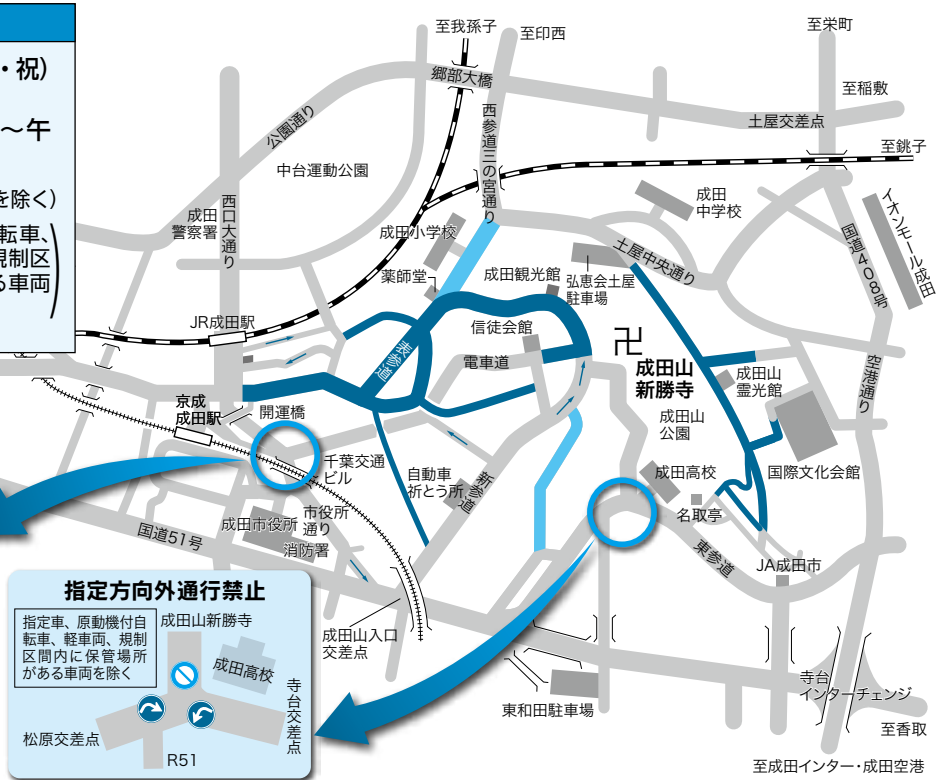 ・祝)
～午
を除く)
転車、
規制区
る車両
至我孫子
至印西
至栄町
郷部大橋
至稲敷
土屋交差点
至銚子
公園通り
西参道三の宮通り
中台運動公園
成田
中学校
イオンモール成田
成田
警察署
西口大通り
成田小学校
国道408号
土屋中央通り
薬師堂
成田観光館
弘恵会土屋
駐車場
JR成田駅
信徒会館
表参道
電車道
卍
成田山
新勝寺
成田山
霊光館
空港通り
京成
成田駅
開運橋
成田山
公園
千葉交通
ビル
自動車
祈とう所
新参道
成田高校
国際文化会館
名取亭
成田市役所
市役所
通り
国道51号
消防署
東参道
JA成田市
指定方向外通行禁止
指定車、原動機付自
転車、軽車両、規制
区間内に保管場所
がある車両を除く
成田山新勝寺
成田高校
寺台交差点
松原交差点
R51
成田山入口
交差点
東和田駐車場
寺台
インターチェンジ
至香取
至成田インター・成田空港